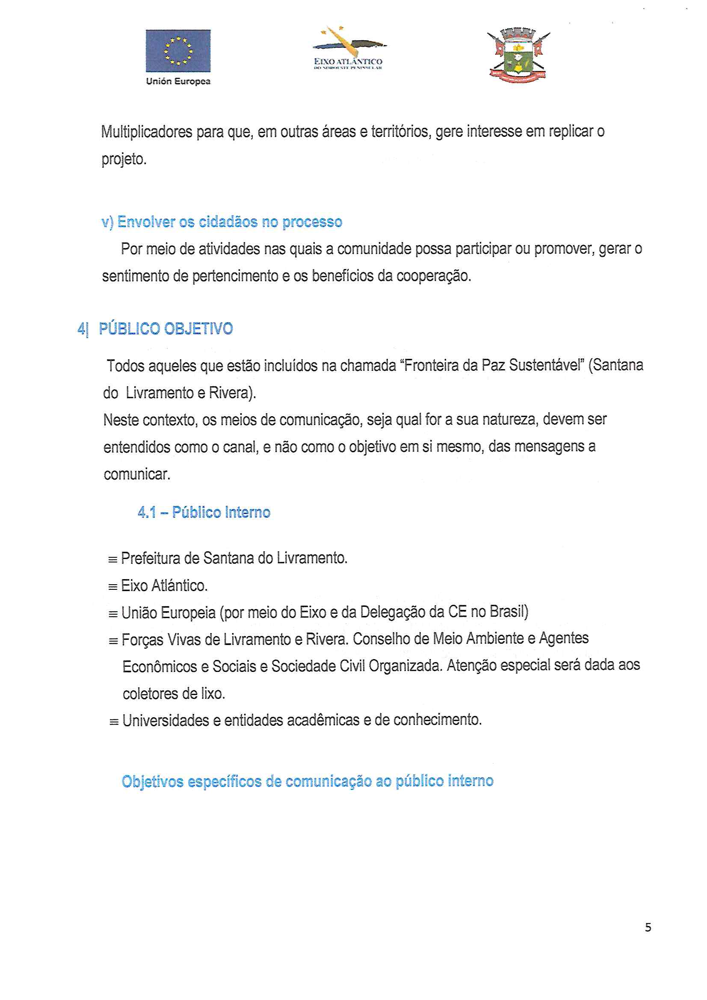 Unión Europea
EIXO ATLÂNTICO
DO NOROESTE PENINSULAR
Multiplicadores para que, em outras áreas e territórios, gere interesse em replicar o
projeto.
v) Envolver os cidadãos no processo
Por meio de atividades nas quais a comunidade possa participar ou promover, gerar o
sentimento de pertencimento e os benefícios da cooperação.
4| PÚBLICO OBJETIVO
Todos aqueles que estão incluídos na chamada “Fronteira da Paz Sustentável” (Santana
do Livramento e Rivera).
Neste contexto, os meios de comunicação, seja qual for a sua natureza, devem ser
entendidos como o canal, e não como o objetivo em si mesmo, das mensagens a
comunicar.
4.1 – Público Interno
≡ Prefeitura de Santana do Livramento.
≡ Eixo Atlántico.
≡ União Europeia (por meio do Eixo e da Delegação da CE no Brasil)
≡ Forças Vivas de Livramento e Rivera. Conselho de Meio Ambiente e Agentes
Econômicos e Sociais e Sociedade Civil Organizada. Atenção especial será dada aos
coletores de lixo.
≡ Universidades e entidades acadêmicas e de conhecimento.
Objetivos específicos de comunicação ao público interno
5